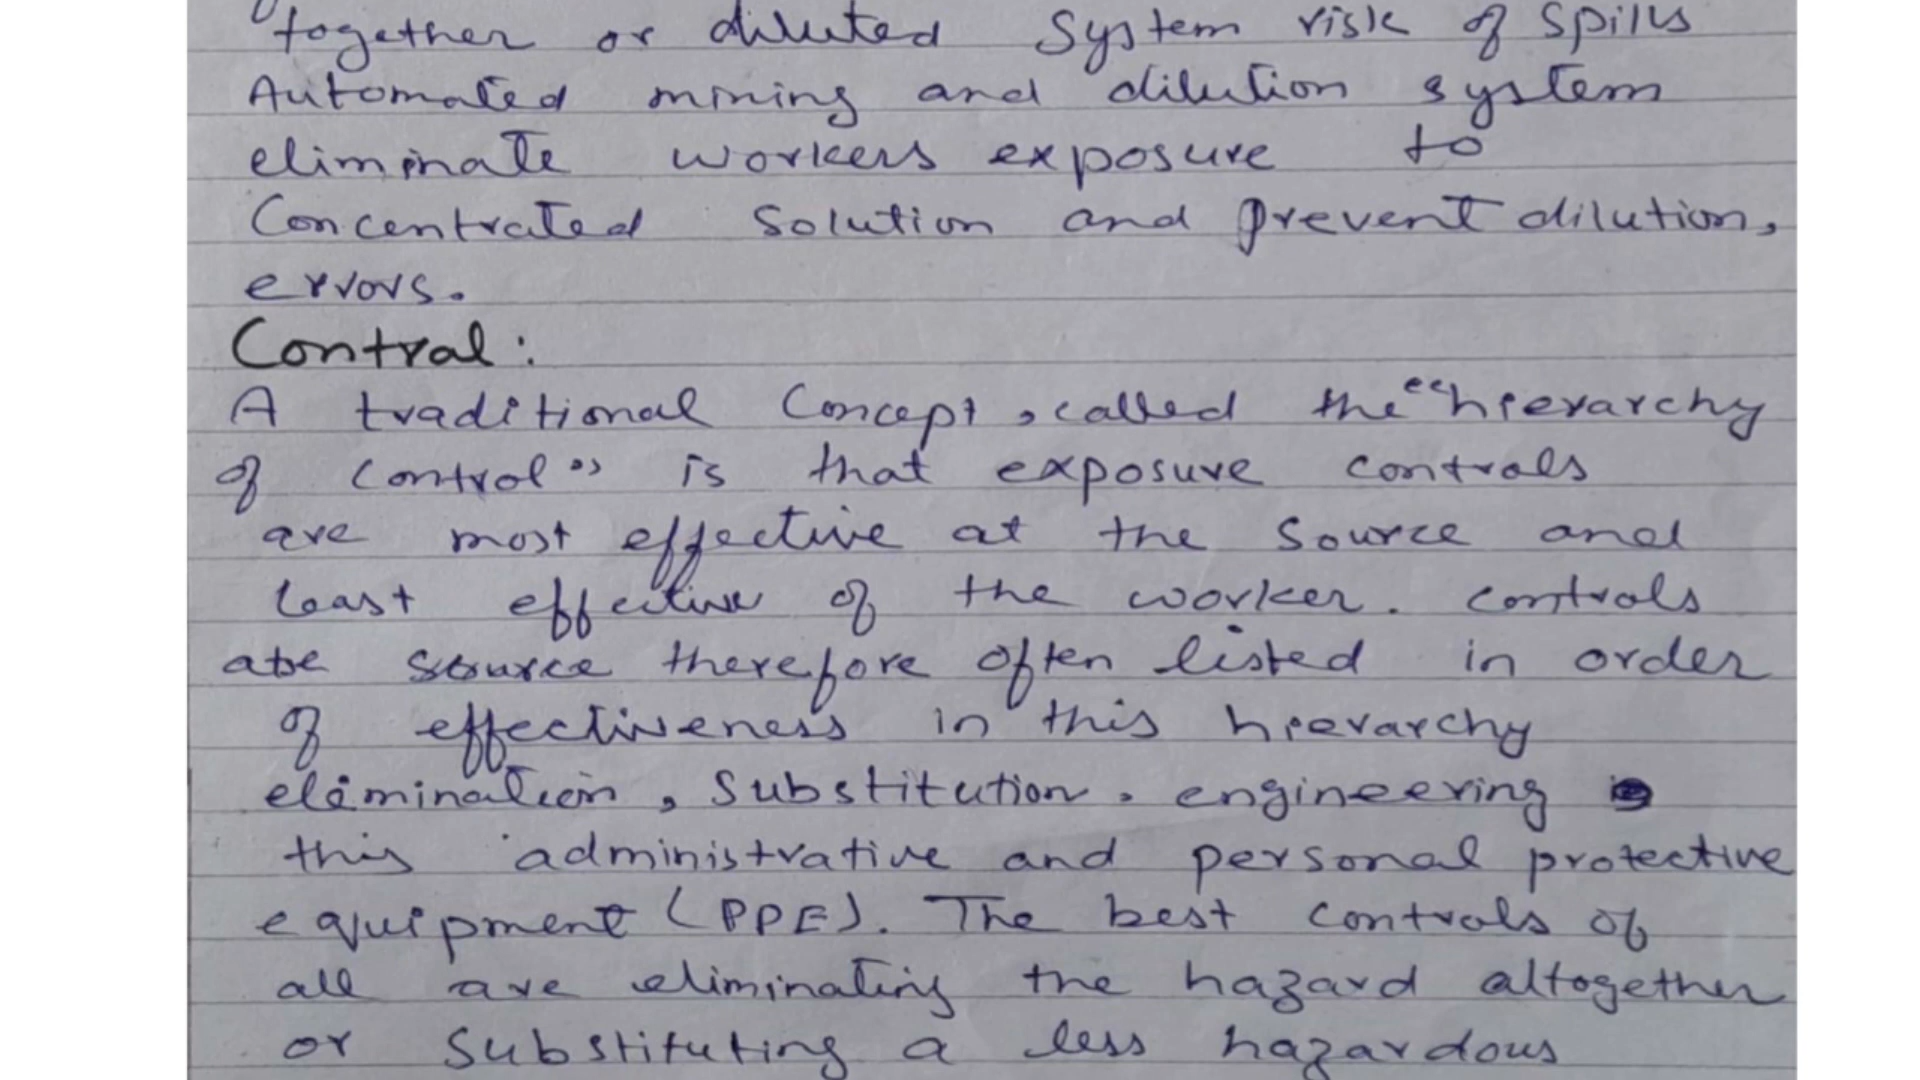 together or diluted System risk of spills
Automated mining and dilution system
eliminate workers exposure to
Concentrated Solution and prevent dilution,
errors.
Contral:
A traditional Concept, called the "hierarchy
of control" is that exposure controls
are most effective at the Source and
least effective of the worker. controls
source therefore often listed in order
of effectiveness in this hierarchy
elimination, substitution. engineering
this administrative and personal protective
equipment (PPE). The best controls of
all are eliminating the hazard altogether
or substituting a less hazardous